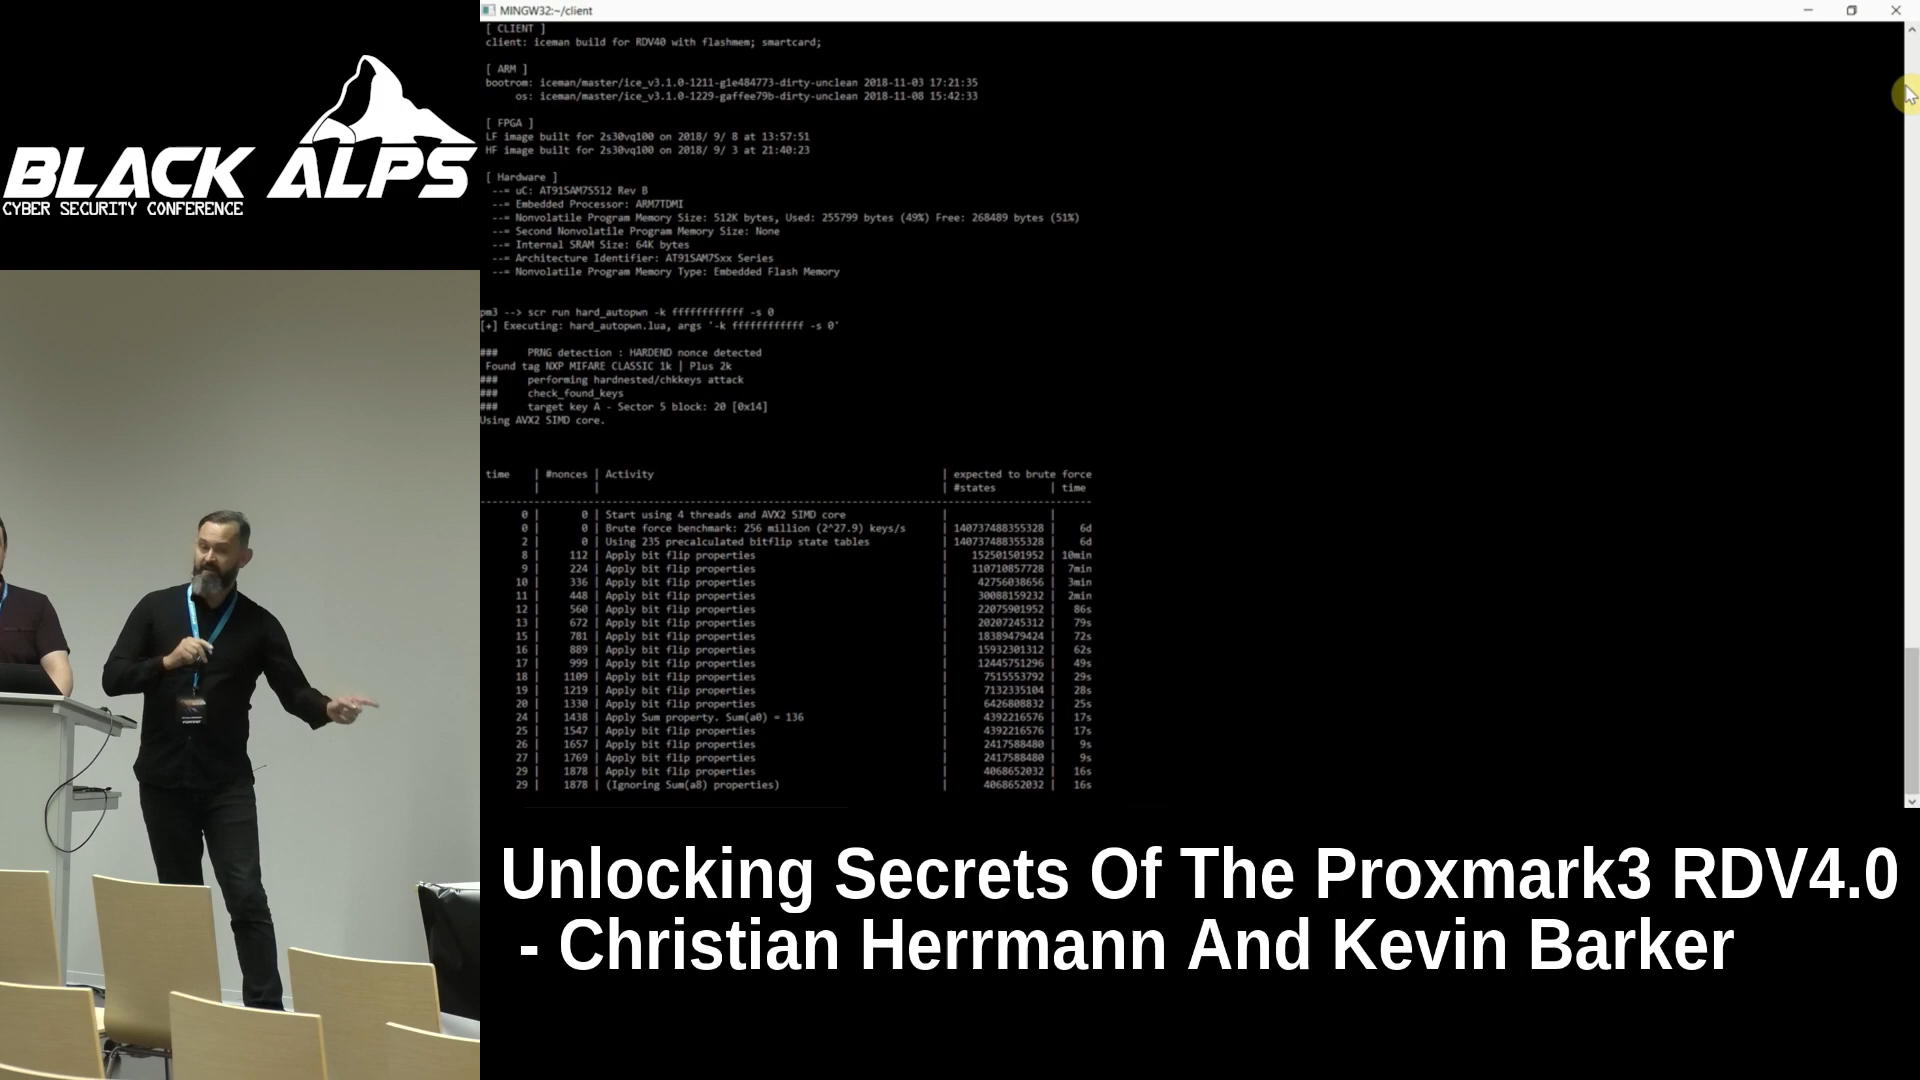 BLACK ALPS
CYBER SECURITY CONFERENCE
MINGW32:~/client
[ CLIENT ]
client: iceman build for RDV40 with flashmem; smartcard;
[ ARM ]
bootrom: iceman/master/ice_v3.1.0-1211-g1e484773-dirty-unclean 2018-11-03 17:21:35
os: iceman/master/ice_v3.1.0-1229-gaffee79b-dirty-unclean 2018-11-08 15:42:33
[ FPGA ]
LF image built for 2s30vq100 on 2018/ 9/ 8 at 13:57:51
HF image built for 2s30vq100 on 2018/ 9/ 3 at 21:40:23
[ Hardware ]
--= uC: AT91SAM7S512 Rev B
--= Embedded Processor: ARM7TDMI
--= Nonvolatile Program Memory Size: 512K bytes, Used: 255799 bytes (49%) Free: 268489 bytes (51%)
--= Second Nonvolatile Program Memory Size: None
--= Internal SRAM Size: 64K bytes
--= Architecture Identifier: AT91SAM7Sxx Series
--= Nonvolatile Program Memory Type: Embedded Flash Memory
pm3 --> scr run hard_autopwn -k ffffffffffff -s 0
[+] Executing: hard_autopwn.lua, args '-k ffffffffffff -s 0'
### PRNG detection : HARDEND nonce detected
Found tag NXP MIFARE CLASSIC 1k | Plus 2k
### performing hardnested/chkkeys attack
### check_found_keys
### target key A - Sector 5 block: 20 [0x14]
Using AVX2 SIMD core.
time | #nonces | Activity | expected to brute force
| | | #states | time
0 | 0 | Start using 4 threads and AVX2 SIMD core | |
0 | 0 | Brute force benchmark: 256 million (2^27.9) keys/s | 140737488355328 | 6d
2 | 0 | Using 235 precalculated bitflip state tables | 140737488355328 | 6d
8 | 112 | Apply bit flip properties | 152501501952 | 10min
9 | 224 | Apply bit flip properties | 110710857728 | 7min
10 | 336 | Apply bit flip properties | 42756038656 | 3min
11 | 448 | Apply bit flip properties | 30088159232 | 2min
12 | 560 | Apply bit flip properties | 22075901952 | 86s
13 | 672 | Apply bit flip properties | 20207245312 | 79s
15 | 781 | Apply bit flip properties | 18389479424 | 72s
16 | 889 | Apply bit flip properties | 15932301312 | 62s
17 | 999 | Apply bit flip properties | 12445751296 | 49s
18 | 1109 | Apply bit flip properties | 7515553792 | 29s
19 | 1219 | Apply bit flip properties | 7132335104 | 28s
20 | 1330 | Apply bit flip properties | 6426808832 | 25s
24 | 1438 | Apply Sum property. Sum(a0) = 136 | 4392216576 | 17s
25 | 1547 | Apply bit flip properties | 4392216576 | 17s
26 | 1657 | Apply bit flip properties | 2417588480 | 9s
27 | 1769 | Apply bit flip properties | 2417588480 | 9s
29 | 1878 | Apply bit flip properties | 4068652032 | 16s
29 | 1878 | (Ignoring Sum(a8) properties) | 4068652032 | 16s
Unlocking Secrets Of The Proxmark3 RDV4.0
- Christian Herrmann And Kevin Barker